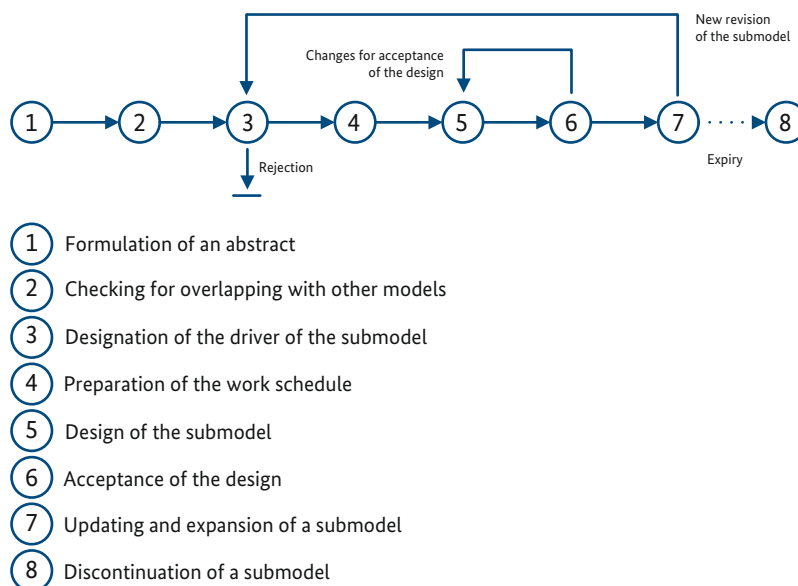 New revision
of the submodel
Changes for acceptance
of the design
1
2
3
4
5
6
7
8
Rejection
Expiry
1 Formulation of an abstract
2 Checking for overlapping with other models
3 Designation of the driver of the submodel
4 Preparation of the work schedule
5 Design of the submodel
6 Acceptance of the design
7 Updating and expansion of a submodel
8 Discontinuation of a submodel